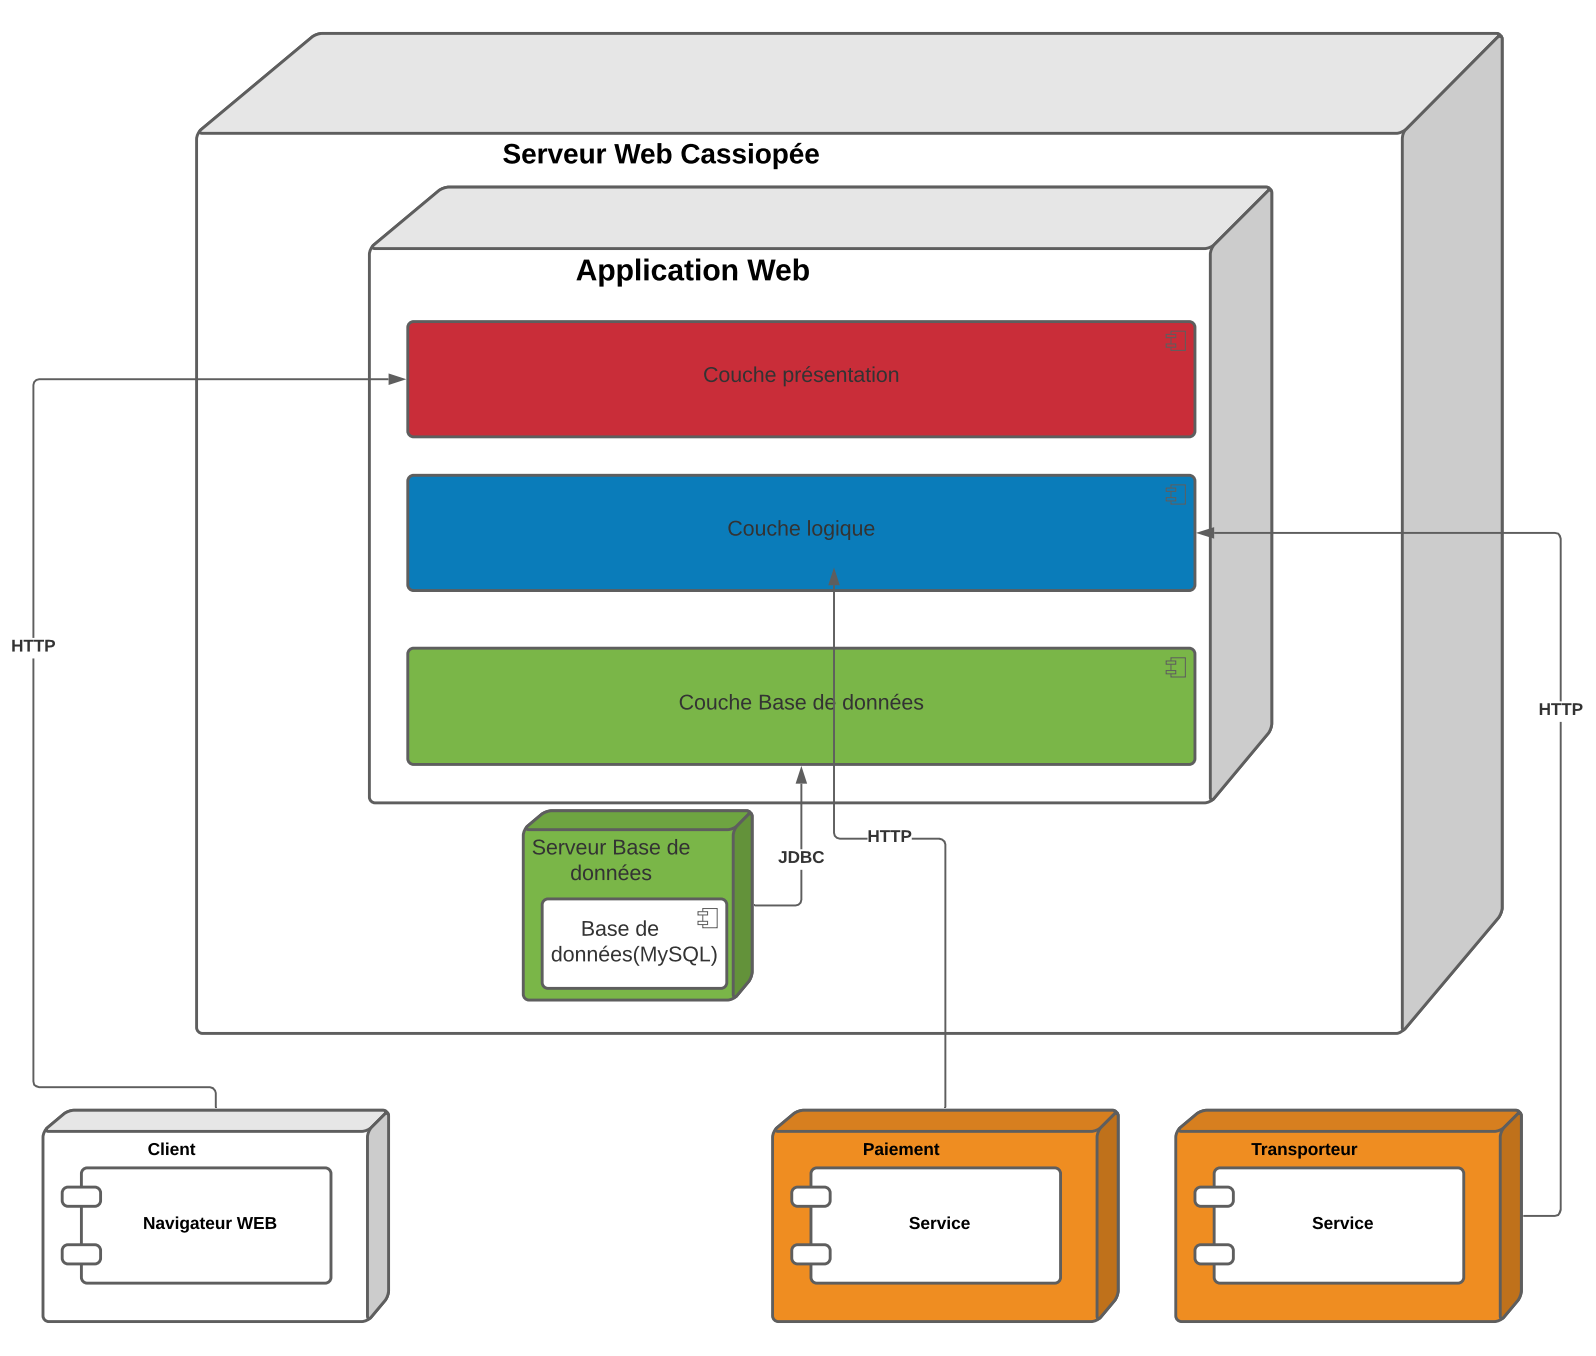 Serveur Web Cassiopée
Application Web
Couche présentation
Couche logique
HTTP
Couche Base de données
HTTP
HTTP
Serveur Base de
données
JDBC
Base de
données(MySQL)
Client
Navigateur WEB
Paiement
Service
Transporteur
Service